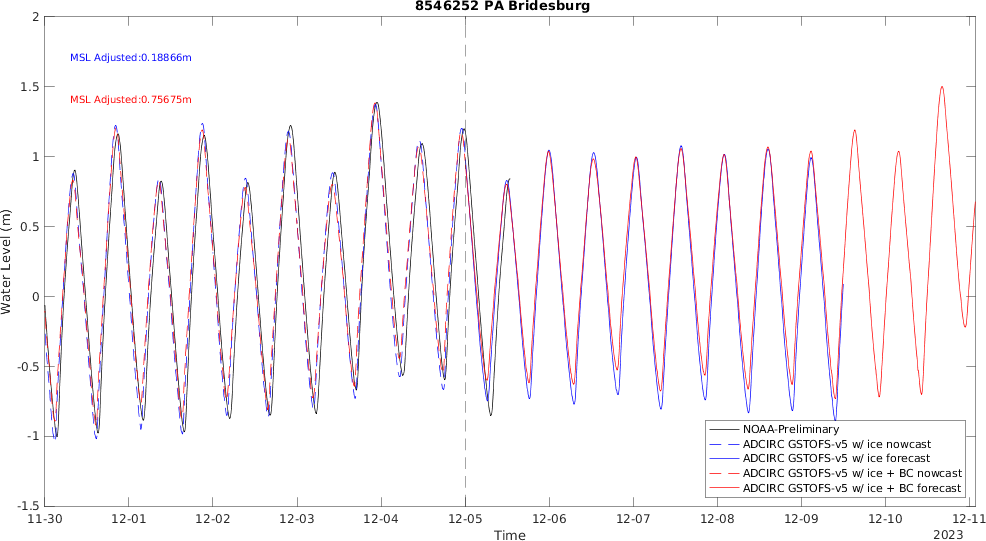 8546252 PA Bridesburg
MSL Adjusted:0.18866m
MSL Adjusted:0.75675m
Water Level (m)
2
1.5
1
0.5
0
-0.5
-1
-1.5
NOAA-Preliminary
ADCIRC GSTOFS-v5 w/ ice nowcast
ADCIRC GSTOFS-v5 w/ ice forecast
ADCIRC GSTOFS-v5 w/ ice + BC nowcast
ADCIRC GSTOFS-v5 w/ ice + BC forecast
11-30 12-01 12-02 12-03 12-04 12-05 12-06 12-07 12-08 12-09 12-10 12-11
Time
2023